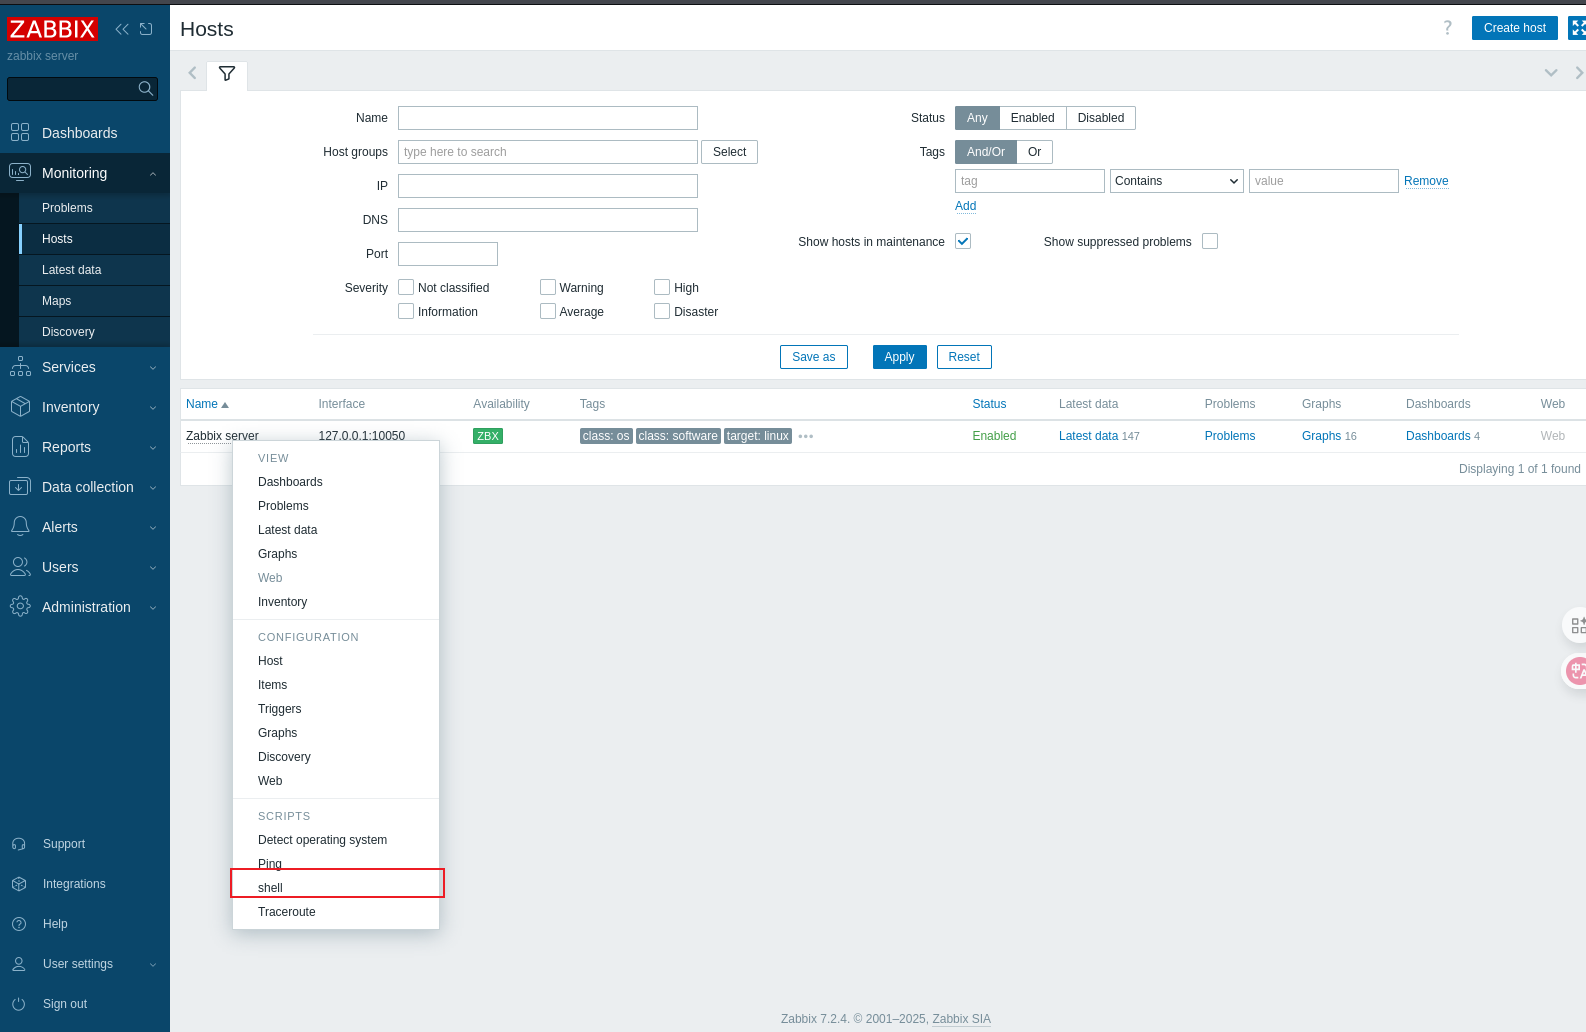 ZABBIX
zabbix server
Dashboards
Monitoring
Problems
Hosts
Latest data
Maps
Discovery
Services
Inventory
Reports
Data collection
Alerts
Users
Administration
Support
Integrations
Help
User settings
Sign out
Hosts
? Create host
Name
Host groups type here to search Select
IP
DNS
Port
Severity Not classified Warning High
Information Average Disaster
Status Any Enabled Disabled
Tags And/Or Or
tag Contains value Remove
Add
Show hosts in maintenance Show suppressed problems
Save as Apply Reset
Name Interface Availability Tags Status Latest data Problems Graphs Dashboards Web
Zabbix server 127.0.0.1:10050 ZBX class: os class: software target: linux ••• Enabled Latest data 147 Problems Graphs 16 Dashboards 4 Web
Displaying 1 of 1 found
VIEW
Dashboards
Problems
Latest data
Graphs
Web
Inventory
CONFIGURATION
Host
Items
Triggers
Graphs
Discovery
Web
SCRIPTS
Detect operating system
Ping
shell
Traceroute
中A
Zabbix 7.2.4. © 2001–2025, Zabbix SIA